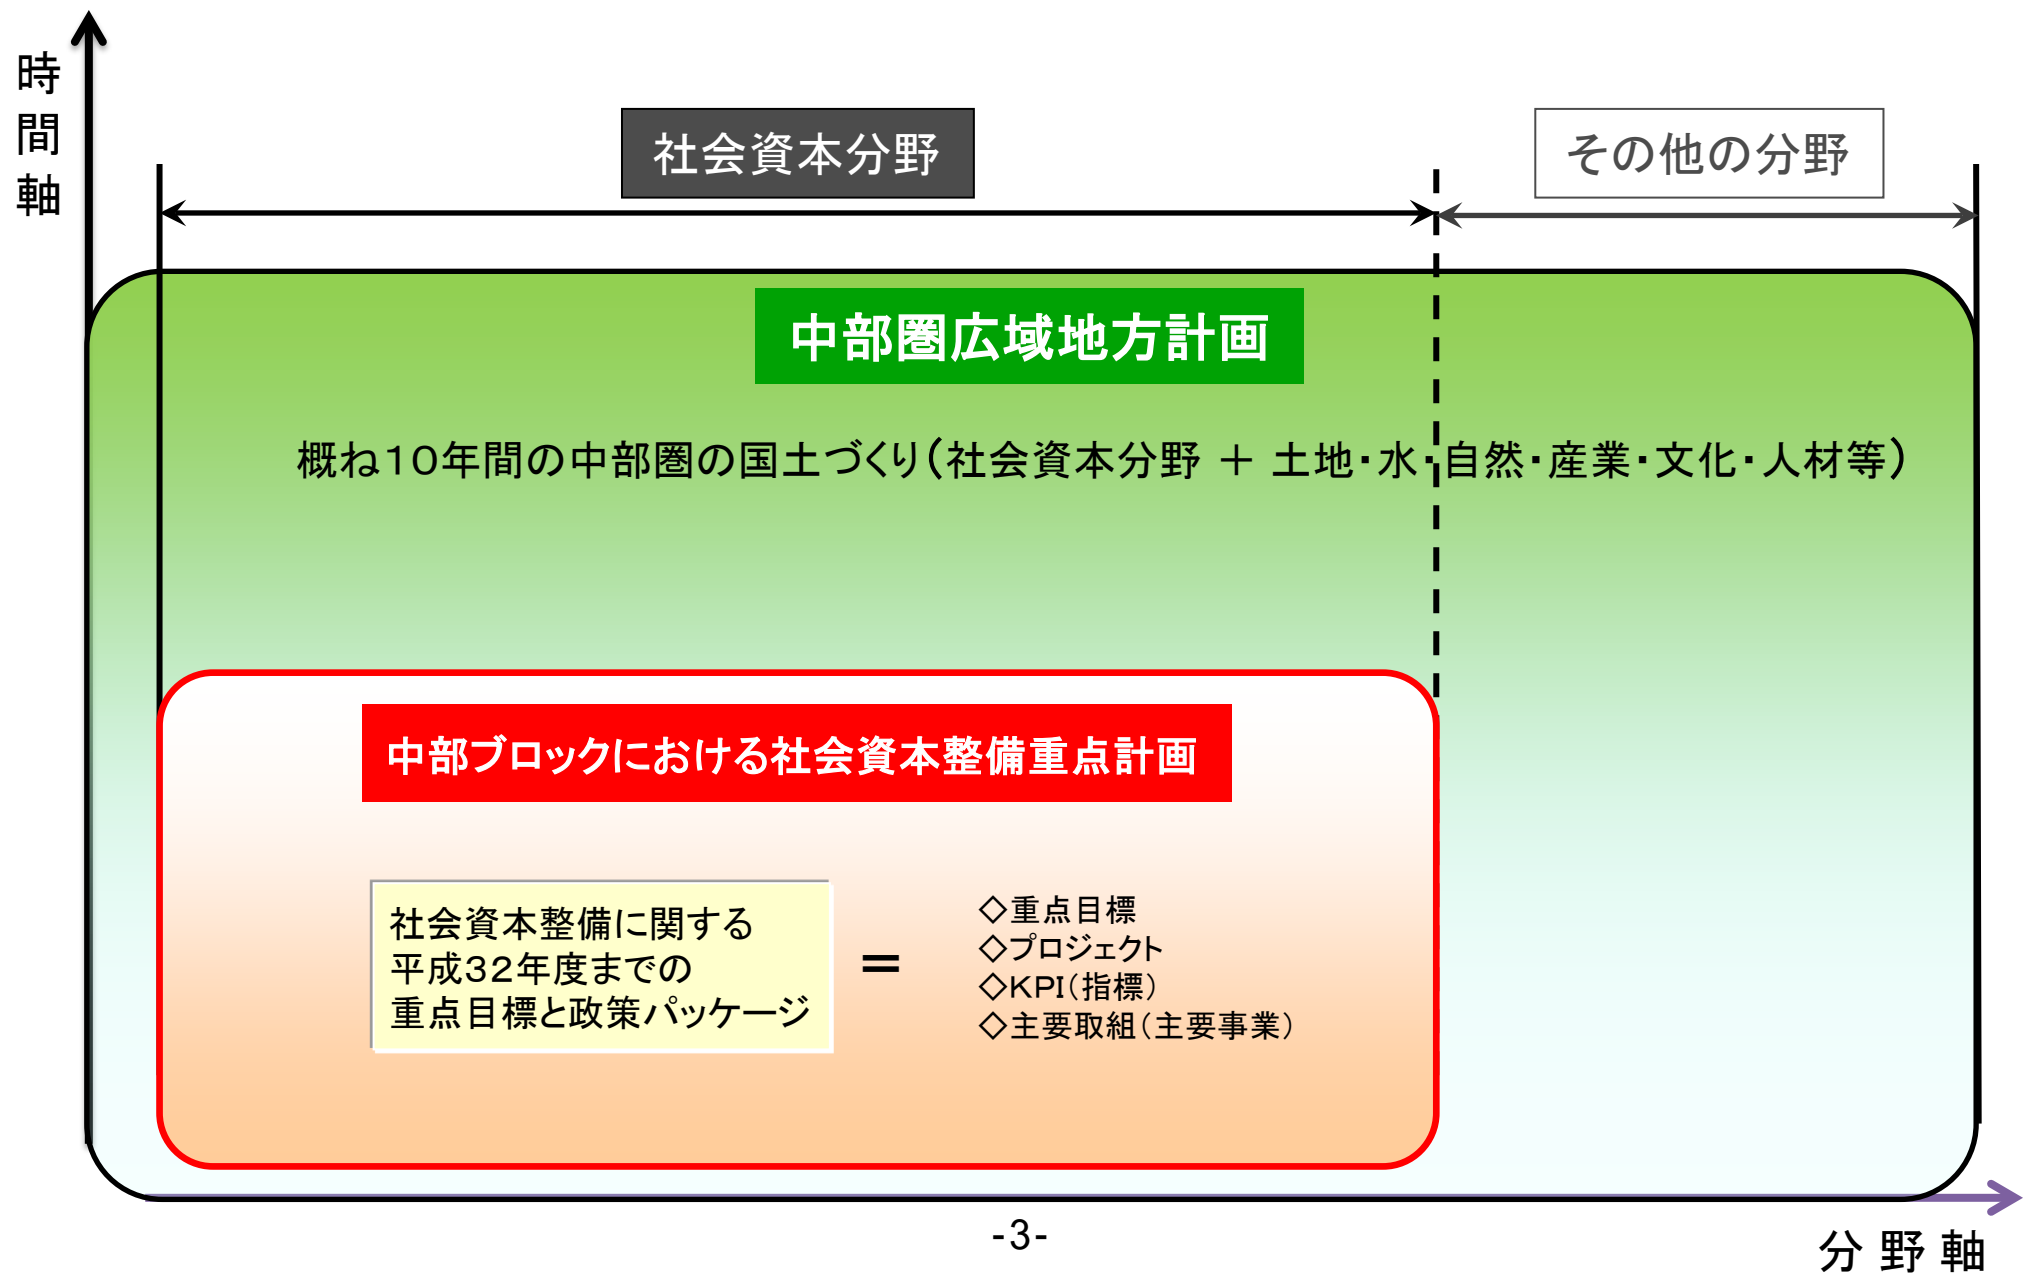 時間軸
社会資本分野
その他の分野
中部圏広域地方計画
概ね10年間の中部圏の国土づくり(社会資本分野 + 土地・水・自然・産業・文化・人材等)
中部ブロックにおける社会資本整備重点計画
社会資本整備に関する
平成32年度までの
重点目標と政策パッケージ
=
◇重点目標
◇プロジェクト
◇KPI(指標)
◇主要取組(主要事業)
-3-
分野軸